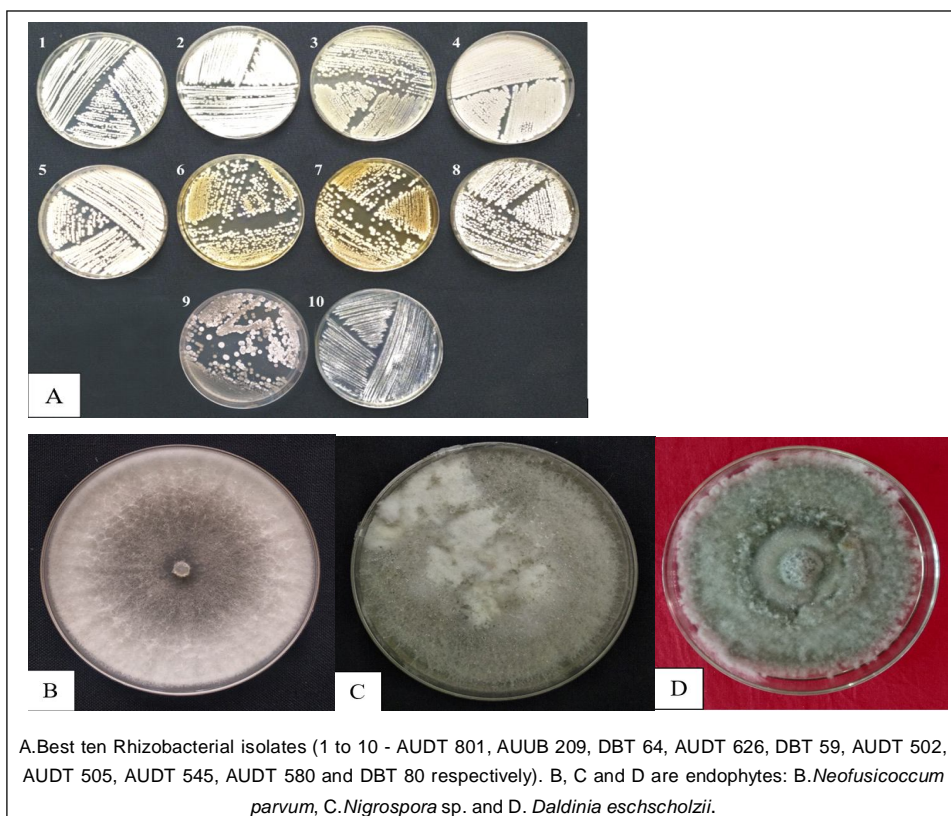 1 2 3 4
5 6 7 8
9 10
A
B C D
A.Best ten Rhizobacterial isolates (1 to 10 - AUDT 801, AUUB 209, DBT 64, AUDT 626, DBT 59, AUDT 502,
AUDT 505, AUDT 545, AUDT 580 and DBT 80 respectively). B, C and D are endophytes: B.Neofusicoccum
parvum, C.Nigrospora sp. and D. Daldinia eschscholzii.